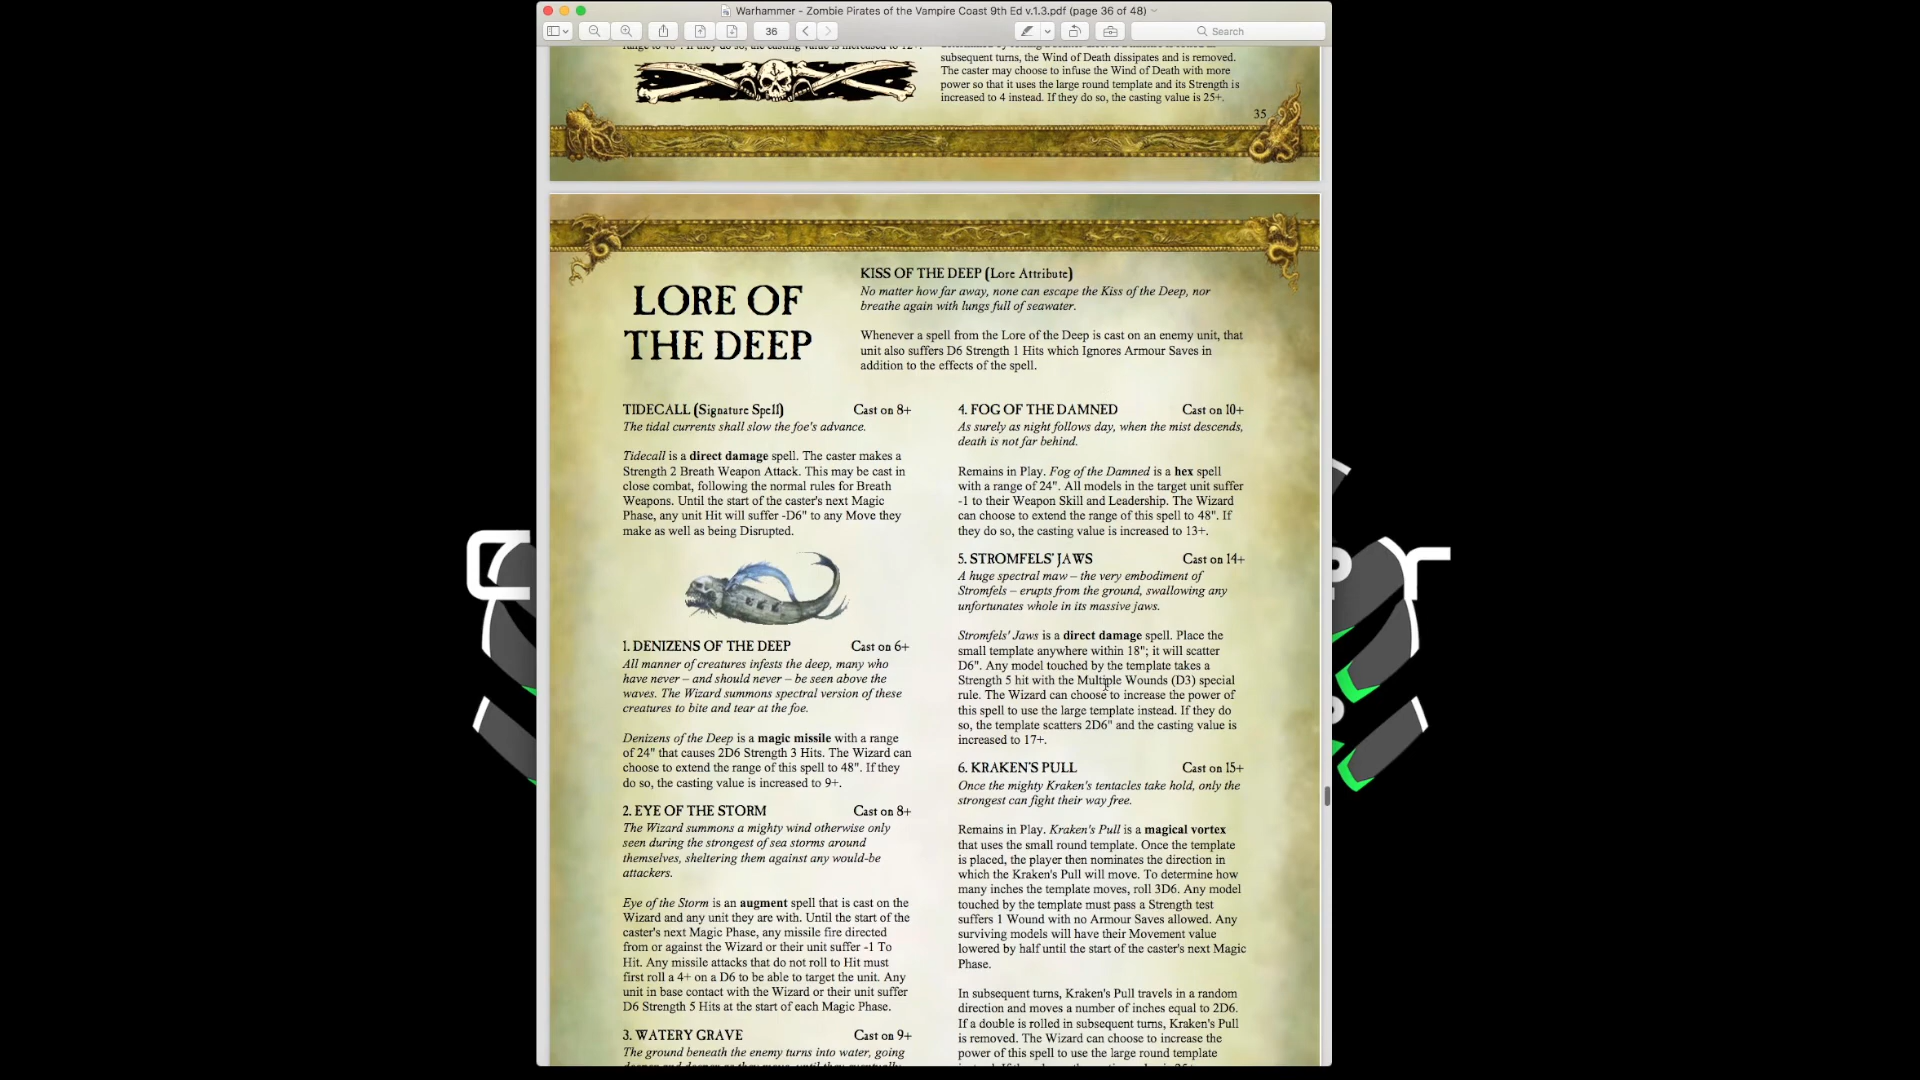 Warhammer - Zombie Pirates of the Vampire Coast 9th Ed v.1.3.pdf (page 36 of 48)
36
Search
subsequent turns, the Wind of Death dissipates and is removed.
The caster may choose to infuse the Wind of Death with more
power so that it uses the large round template and its Strength is
increased to 4 instead. If they do so, the casting value is 25+.
35
LORE OF
THE DEEP
KISS OF THE DEEP (Lore Attribute)
No matter how far away, none can escape the Kiss of the Deep, nor
breathe again with lungs full of seawater.
Whenever a spell from the Lore of the Deep is cast on an enemy unit, that
unit also suffers D6 Strength 1 Hits which Ignores Armour Saves in
addition to the effects of the spell.
TIDECALL (Signature Spell) Cast on 8+
The tidal currents shall slow the foe's advance.
Tidecall is a direct damage spell. The caster makes a
Strength 2 Breath Weapon Attack. This may be cast in
close combat, following the normal rules for Breath
Weapons. Until the start of the caster's next Magic
Phase, any unit Hit will suffer -D6" to any Move they
make as well as being Disrupted.
1. DENIZENS OF THE DEEP Cast on 6+
All manner of creatures infests the deep, many who
have never – and should never – be seen above the
waves. The Wizard summons spectral version of these
creatures to bite and tear at the foe.
Denizens of the Deep is a magic missile with a range
of 24" that causes 2D6 Strength 3 Hits. The Wizard can
choose to extend the range of this spell to 48". If they
do so, the casting value is increased to 9+.
2. EYE OF THE STORM Cast on 8+
The Wizard summons a mighty wind otherwise only
seen during the strongest of sea storms around
themselves, sheltering them against any would-be
attackers.
Eye of the Storm is an augment spell that is cast on the
Wizard and any unit they are with. Until the start of the
caster's next Magic Phase, any missile fire directed
from or against the Wizard or their unit suffer -1 To
Hit. Any missile attacks that do not roll to Hit must
first roll a 4+ on a D6 to be able to target the unit. Any
unit in base contact with the Wizard or their unit suffer
D6 Strength 5 Hits at the start of each Magic Phase.
3. WATERY GRAVE Cast on 9+
The ground beneath the enemy turns into water, going
4. FOG OF THE DAMNED Cast on 10+
As surely as night follows day, when the mist descends,
death is not far behind.
Remains in Play. Fog of the Damned is a hex spell
with a range of 24". All models in the target unit suffer
-1 to their Weapon Skill and Leadership. The Wizard
can choose to extend the range of this spell to 48". If
they do so, the casting value is increased to 13+.
5. STROMFELS' JAWS Cast on 14+
A huge spectral maw – the very embodiment of
Stromfels – erupts from the ground, swallowing any
unfortunates whole in its massive jaws.
Stromfels' Jaws is a direct damage spell. Place the
small template anywhere within 18"; it will scatter
D6". Any model touched by the template takes a
Strength 5 hit with the Multiple Wounds (D3) special
rule. The Wizard can choose to increase the power of
this spell to use the large template instead. If they do
so, the template scatters 2D6" and the casting value is
increased to 17+.
6. KRAKEN'S PULL Cast on 15+
Once the mighty Kraken's tentacles take hold, only the
strongest can fight their way free.
Remains in Play. Kraken's Pull is a magical vortex
that uses the small round template. Once the template
is placed, the player then nominates the direction in
which the Kraken's Pull will move. To determine how
many inches the template moves, roll 3D6. Any model
touched by the template must pass a Strength test
suffers 1 Wound with no Armour Saves allowed. Any
surviving models will have their Movement value
lowered by half until the start of the caster's next Magic
Phase.
In subsequent turns, Kraken's Pull travels in a random
direction and moves a number of inches equal to 2D6.
If a double is rolled in subsequent turns, Kraken's Pull
is removed. The Wizard can choose to increase the
power of this spell to use the large round template